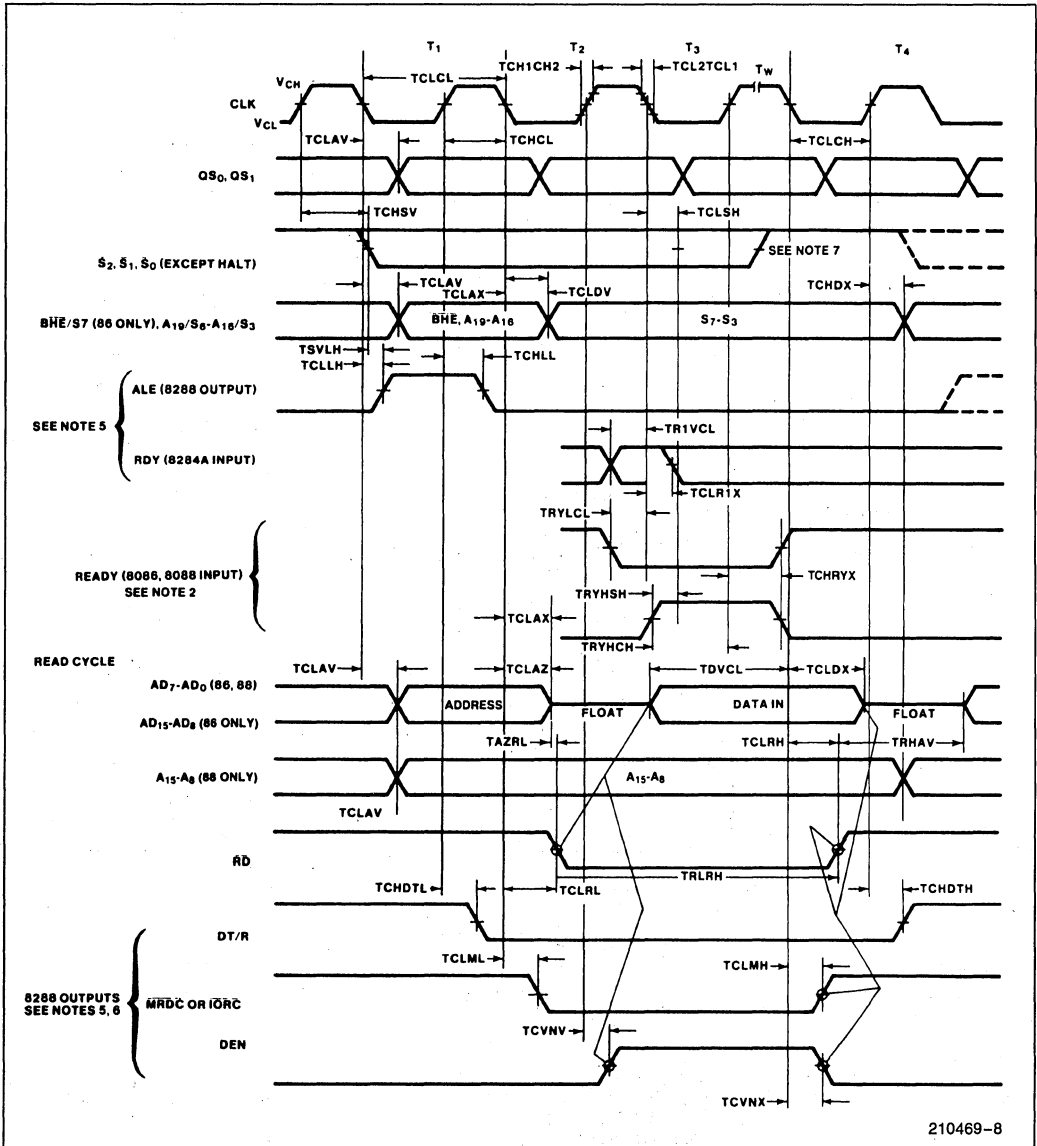 T1 T2 T3 T4
TCH1CH2 TCL2TCL1
TCLCL TW
VCH
CLK
VCL
TCLAV TCHCL TCLCH
QS0, QS1
TCHSV TCLSH
SEE NOTE 7
S̄2, S̄1, S̄0 (EXCEPT HALT)
TCLAV TCHDX
TCLAX TCLDV
B̄H̄Ē/S7 (86 ONLY), A19/S6-A16/S3 B̄H̄Ē, A19-A16 S7-S3
TSVLH TCHLL
TCLLH
ALE (8288 OUTPUT)
SEE NOTE 5
TR1VCL
RDY (8284A INPUT)
TCLR1X
TRYLCL
READY (8086, 8088 INPUT)
SEE NOTE 2
TCHRYX
TRYHSH
TCLAX
TRYHCH
READ CYCLE
TCLAV TCLAZ TDVCL TCLDX
AD7-AD0 (86, 88)
ADDRESS DATA IN
FLOAT FLOAT
AD15-AD8 (86 ONLY)
TAZRL TCLRH TRHAV
A15-A8 (88 ONLY) A15-A8
TCLAV
R̄D̄
TRLRH
TCHDTL TCLRL TCHDTH
DT/R̄
TCLML TCLMH
8288 OUTPUTS
SEE NOTES 5, 6
M̄R̄D̄C̄ OR ĪŌR̄C̄
TCVNV
DEN
TCVNX
210469-8